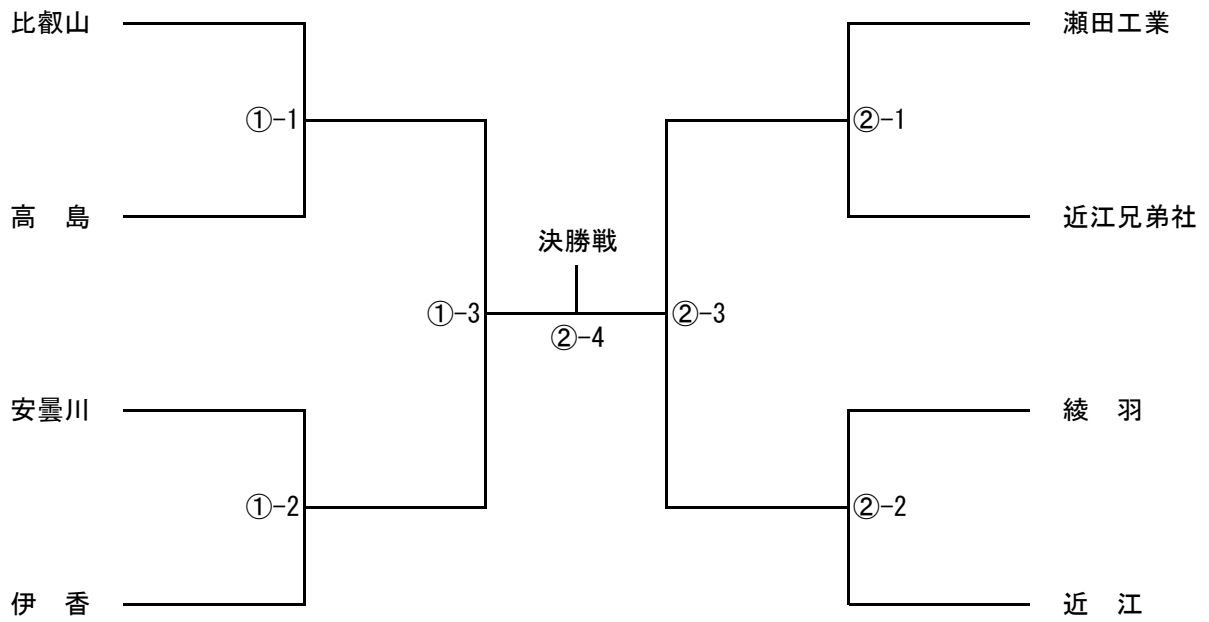 比叡山
瀬田工業
①-1
②-1
高　島
近江兄弟社
決勝戦
①-3
②-3
②-4
安曇川
綾　羽
①-2
②-2
伊　香
近　江